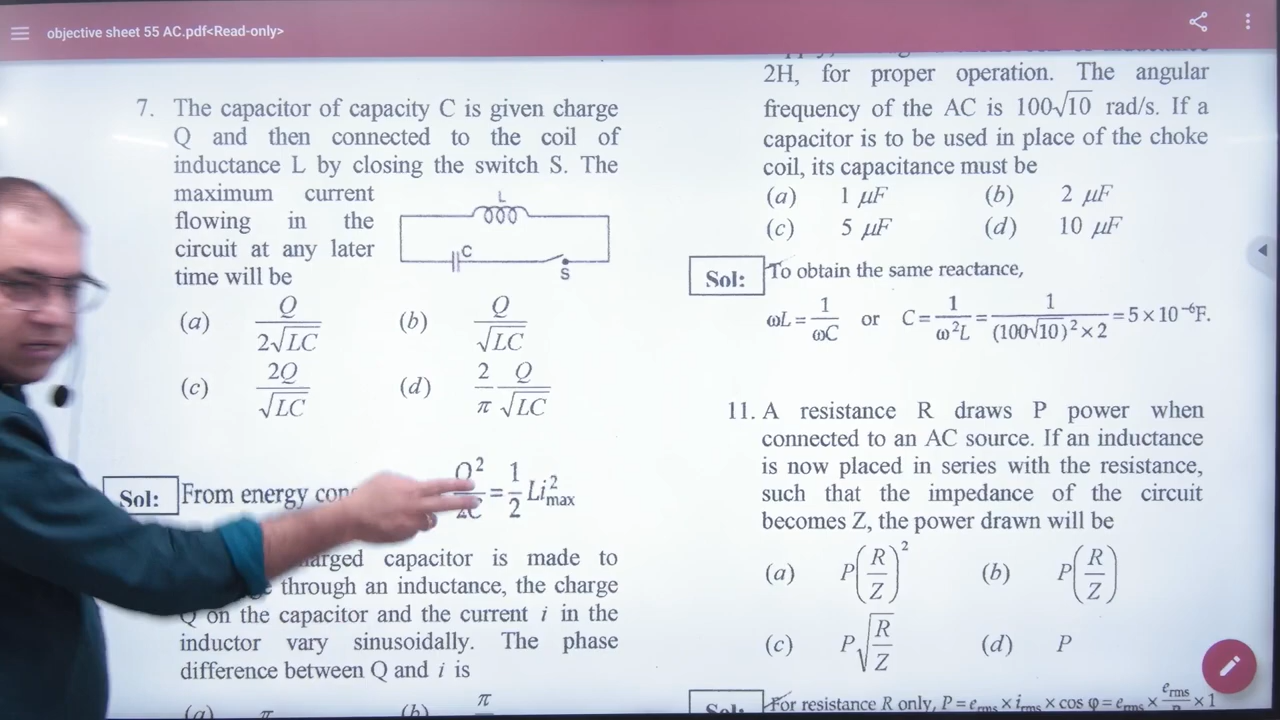 objective sheet 55 AC.pdf<Read-only>
7. The capacitor of capacity C is given charge
Q and then connected to the coil of
inductance L by closing the switch S. The
maximum current
flowing in the
circuit at any later
time will be
L
C
S
(a) Q/2√LC (b) Q/√LC
(c) 2Q/√LC (d) 2/π Q/√LC
Sol: From energy
Q²/2C = 1/2 Li²max
capacitor is made to
through an inductance, the charge
Q on the capacitor and the current i in the
inductor vary sinusoidally. The phase
difference between Q and i is
(a) π (b) π
2H, for proper operation. The angular
frequency of the AC is 100√10 rad/s. If a
capacitor is to be used in place of the choke
coil, its capacitance must be
(a) 1 μF (b) 2 μF
(c) 5 μF (d) 10 μF
Sol: To obtain the same reactance,
ωL = 1/ωC or C = 1/ω²L = 1/(100√10)² × 2 = 5 × 10⁻⁶F.
11. A resistance R draws P power when
connected to an AC source. If an inductance
is now placed in series with the resistance,
such that the impedance of the circuit
becomes Z, the power drawn will be
(a) P(R/Z)² (b) P(R/Z)
(c) P√R/Z (d) P
Sol: For resistance R only, P = e rms × i rms × cos φ = e rms × e rms/R × 1